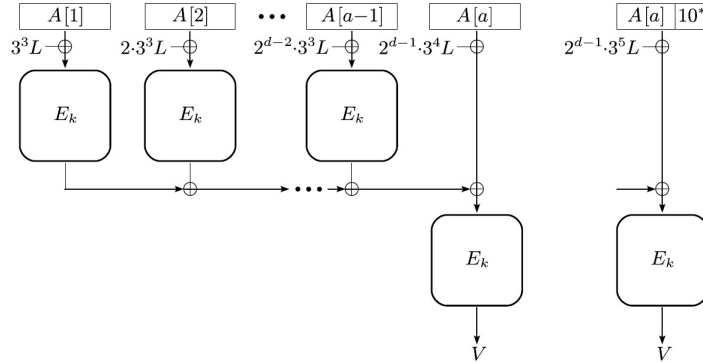 A[1] A[2] ••• A[a−1] A[a] A[a] 10*
3³L 2·3³L 2^{d−2}·3³L 2^{d−1}·3⁴L 2^{d−1}·3⁵L
E_k E_k E_k
•••
E_k E_k
V V